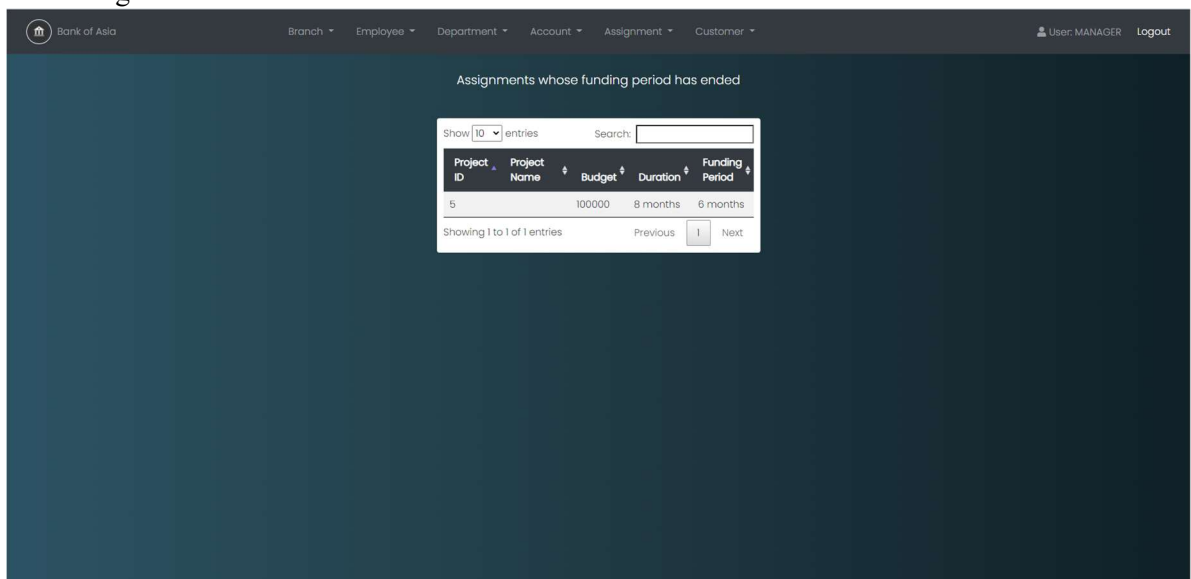 Bank of Asia Branch Employee Department Account Assignment Customer User: MANAGER Logout
Assignments whose funding period has ended
Show 10 entries Search:
Project ID Project Name Budget Duration Funding Period
5 100000 8 months 6 months
Showing 1 to 1 of 1 entries Previous 1 Next